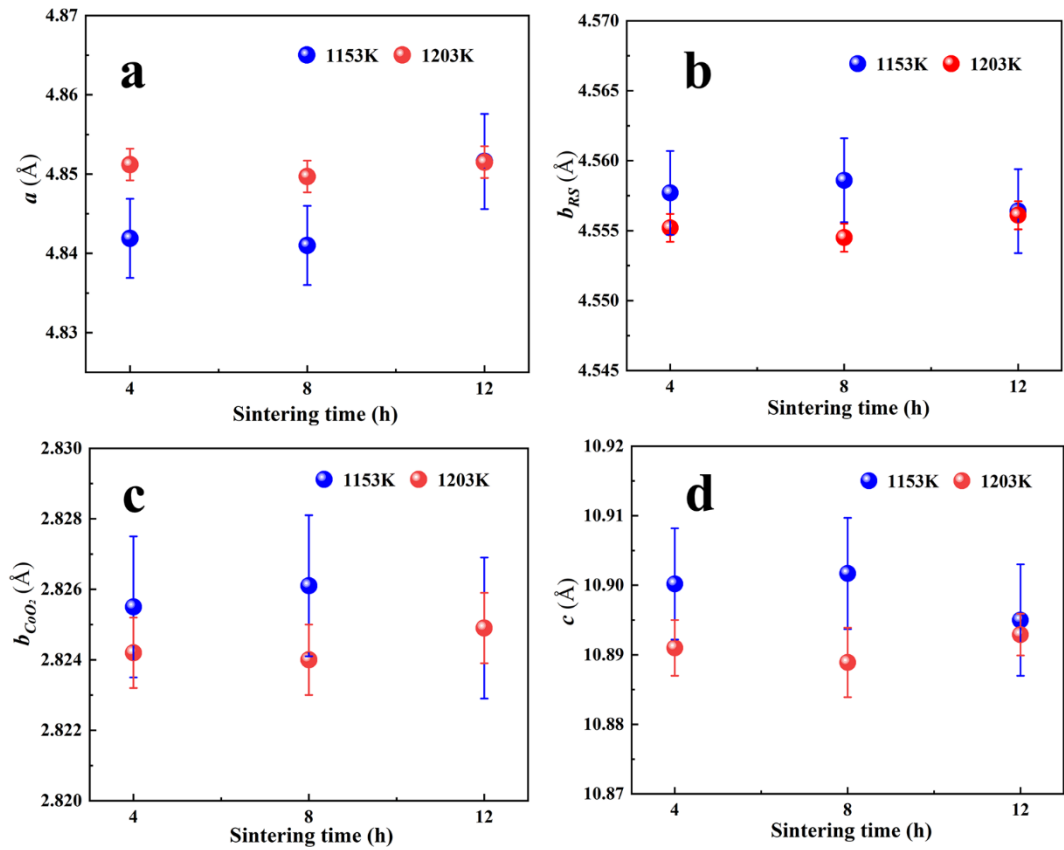 4.87
4.86
4.85
4.84
4.83
a (Å)
a
1153K 1203K
4 8 12
Sintering time (h)
4.570
4.565
4.560
4.555
4.550
4.545
b_RS (Å)
b
1153K 1203K
4 8 12
Sintering time (h)
2.830
2.828
2.826
2.824
2.822
2.820
b_CoO₂ (Å)
c
1153K 1203K
4 8 12
Sintering time (h)
10.92
10.91
10.90
10.89
10.88
10.87
c (Å)
d
1153K 1203K
4 8 12
Sintering time (h)